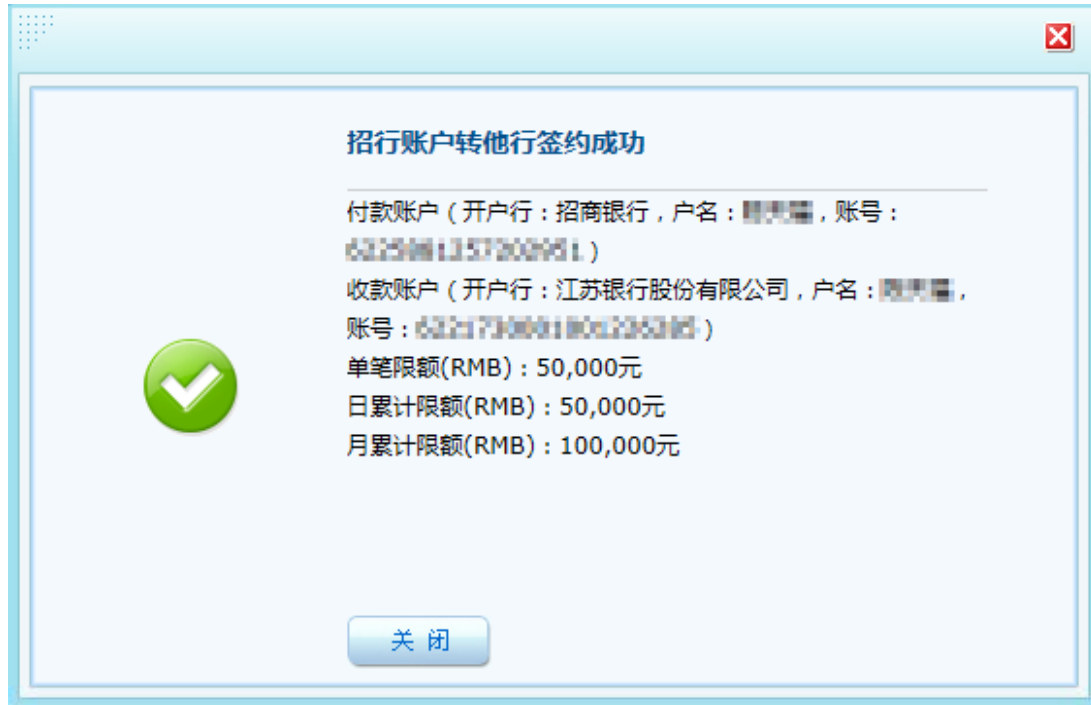 招行账户转他行签约成功
付款账户（开户行：招商银行，户名：，账号：
）
收款账户（开户行：江苏银行股份有限公司，户名：，
账号：）
单笔限额(RMB)：50,000元
日累计限额(RMB)：50,000元
月累计限额(RMB)：100,000元
关 闭